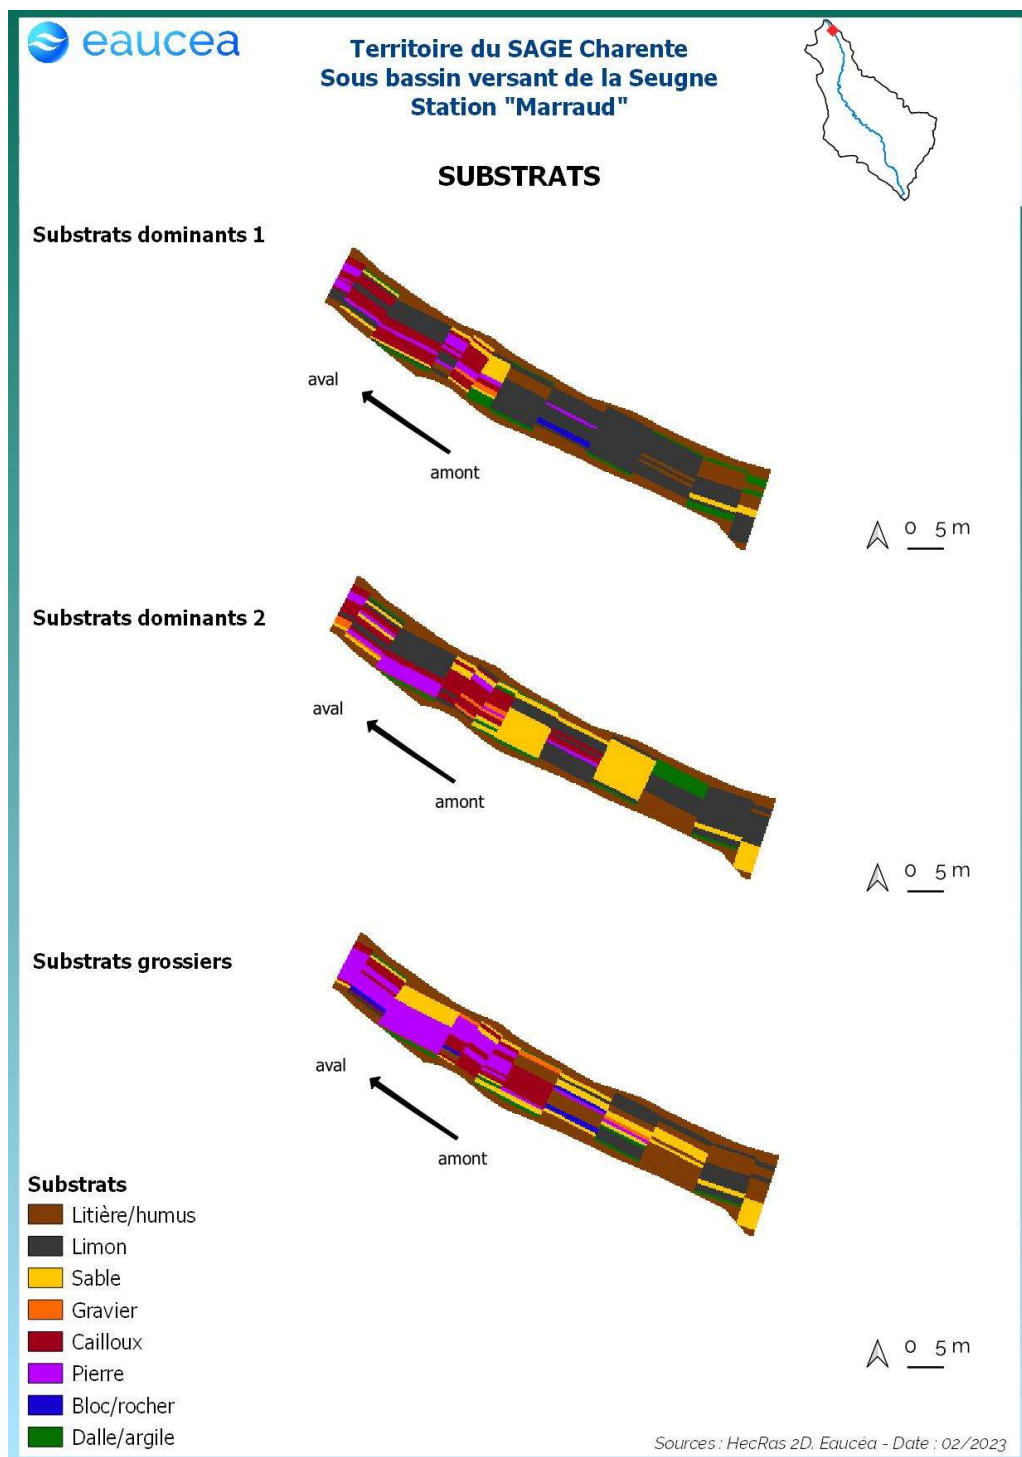 eaucea
Territoire du SAGE Charente
Sous bassin versant de la Seugne
Station "Marraud"
SUBSTRATS
Substrats dominants 1
aval
amont
0 5 m
Substrats dominants 2
aval
amont
0 5 m
Substrats grossiers
aval
amont
Substrats
Litière/humus
Limon
Sable
Gravier
Cailloux
Pierre
Bloc/rocher
Dalle/argile
0 5 m
Sources : HecRas 2D, Eaucéa - Date : 02/2023